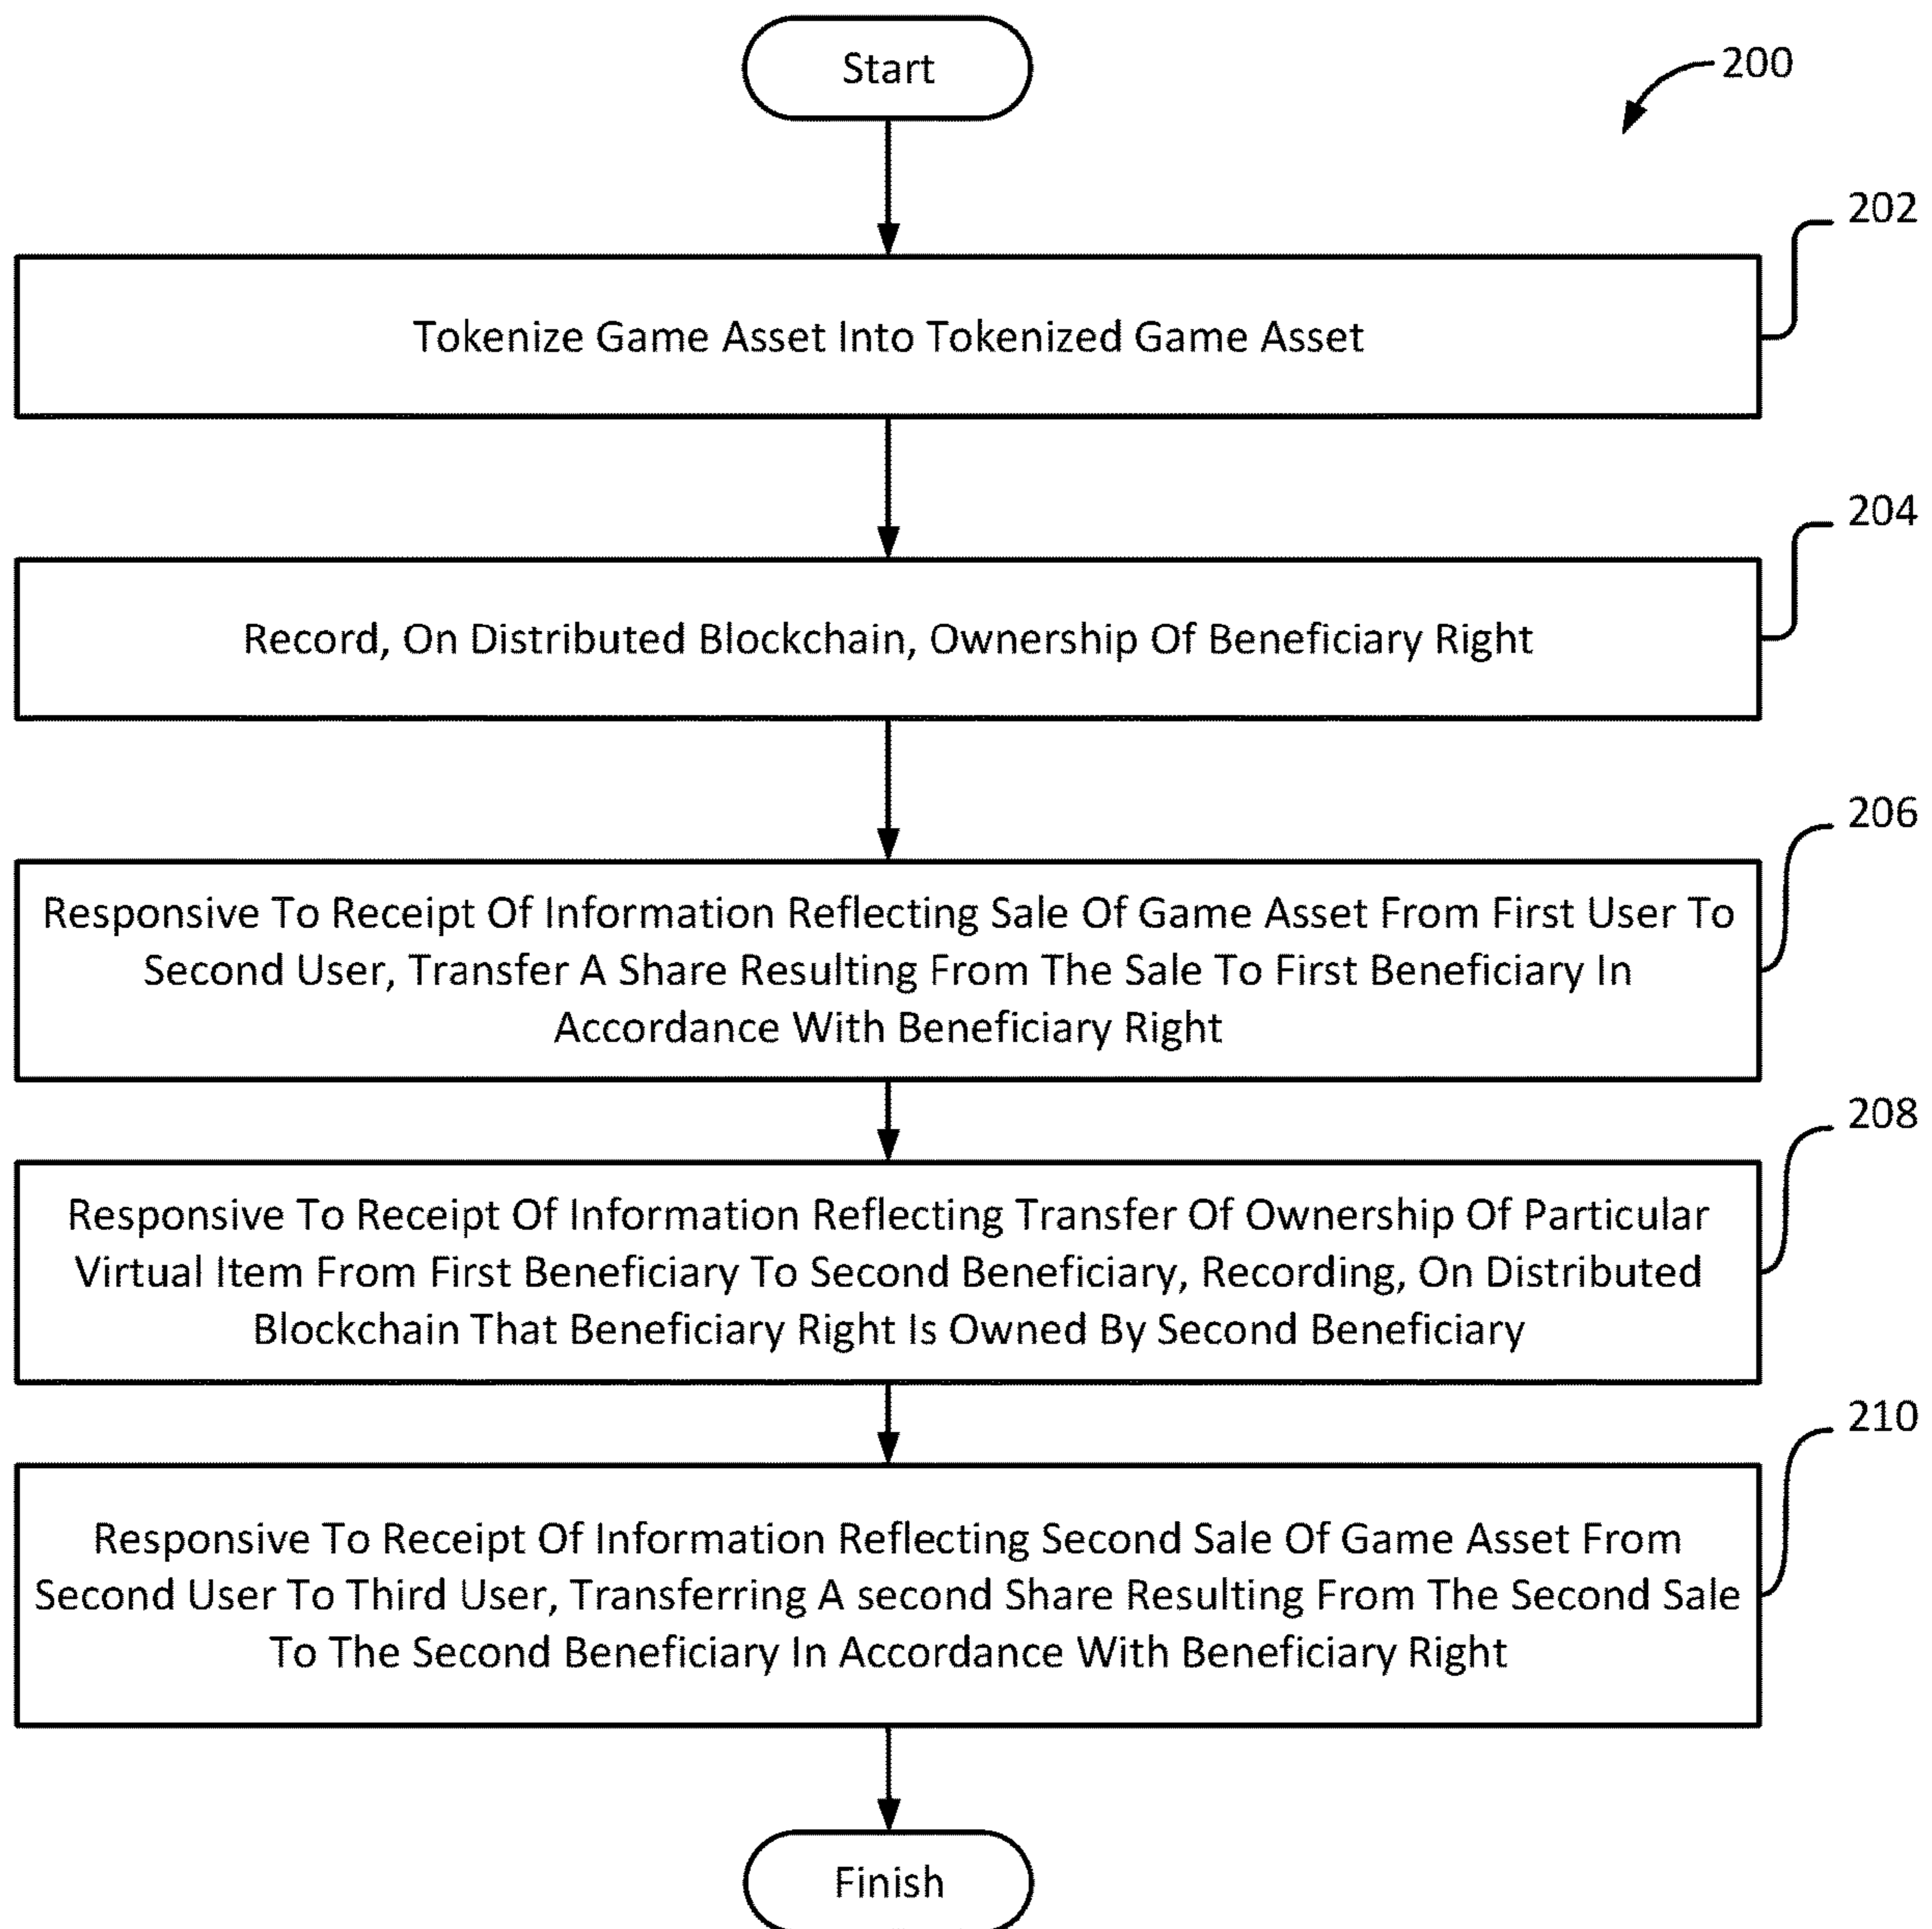 Start
200
202
Tokenize Game Asset Into Tokenized Game Asset
204
Record, On Distributed Blockchain, Ownership Of Beneficiary Right
206
Responsive To Receipt Of Information Reflecting Sale Of Game Asset From First User To
Second User, Transfer A Share Resulting From The Sale To First Beneficiary In
Accordance With Beneficiary Right
208
Responsive To Receipt Of Information Reflecting Transfer Of Ownership Of Particular
Virtual Item From First Beneficiary To Second Beneficiary, Recording, On Distributed
Blockchain That Beneficiary Right Is Owned By Second Beneficiary
210
Responsive To Receipt Of Information Reflecting Second Sale Of Game Asset From
Second User To Third User, Transferring A second Share Resulting From The Second Sale
To The Second Beneficiary In Accordance With Beneficiary Right
Finish